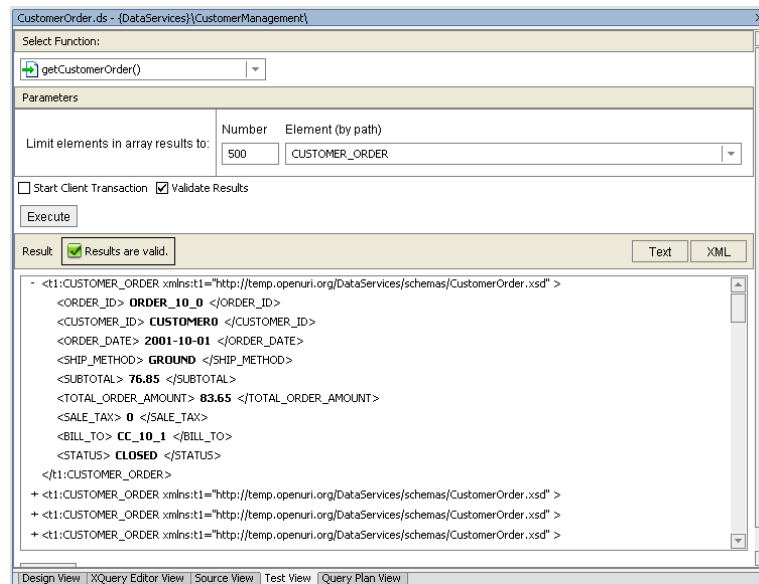 CustomerOrder.ds - {DataServices}\CustomerManagement\
Select Function:
getCustomerOrder()
Parameters
Number Element (by path)
Limit elements in array results to: 500 CUSTOMER_ORDER
Start Client Transaction Validate Results
Execute
Result Results are valid. Text XML
- <t1:CUSTOMER_ORDER xmlns:t1="http://temp.openuri.org/DataServices/schemas/CustomerOrder.xsd" >
<ORDER_ID> ORDER_10_0 </ORDER_ID>
<CUSTOMER_ID> CUSTOMER0 </CUSTOMER_ID>
<ORDER_DATE> 2001-10-01 </ORDER_DATE>
<SHIP_METHOD> GROUND </SHIP_METHOD>
<SUBTOTAL> 76.85 </SUBTOTAL>
<TOTAL_ORDER_AMOUNT> 83.65 </TOTAL_ORDER_AMOUNT>
<SALE_TAX> 0 </SALE_TAX>
<BILL_TO> CC_10_1 </BILL_TO>
<STATUS> CLOSED </STATUS>
</t1:CUSTOMER_ORDER>
+ <t1:CUSTOMER_ORDER xmlns:t1="http://temp.openuri.org/DataServices/schemas/CustomerOrder.xsd" >
+ <t1:CUSTOMER_ORDER xmlns:t1="http://temp.openuri.org/DataServices/schemas/CustomerOrder.xsd" >
+ <t1:CUSTOMER_ORDER xmlns:t1="http://temp.openuri.org/DataServices/schemas/CustomerOrder.xsd" >
Design View XQuery Editor View Source View Test View Query Plan View